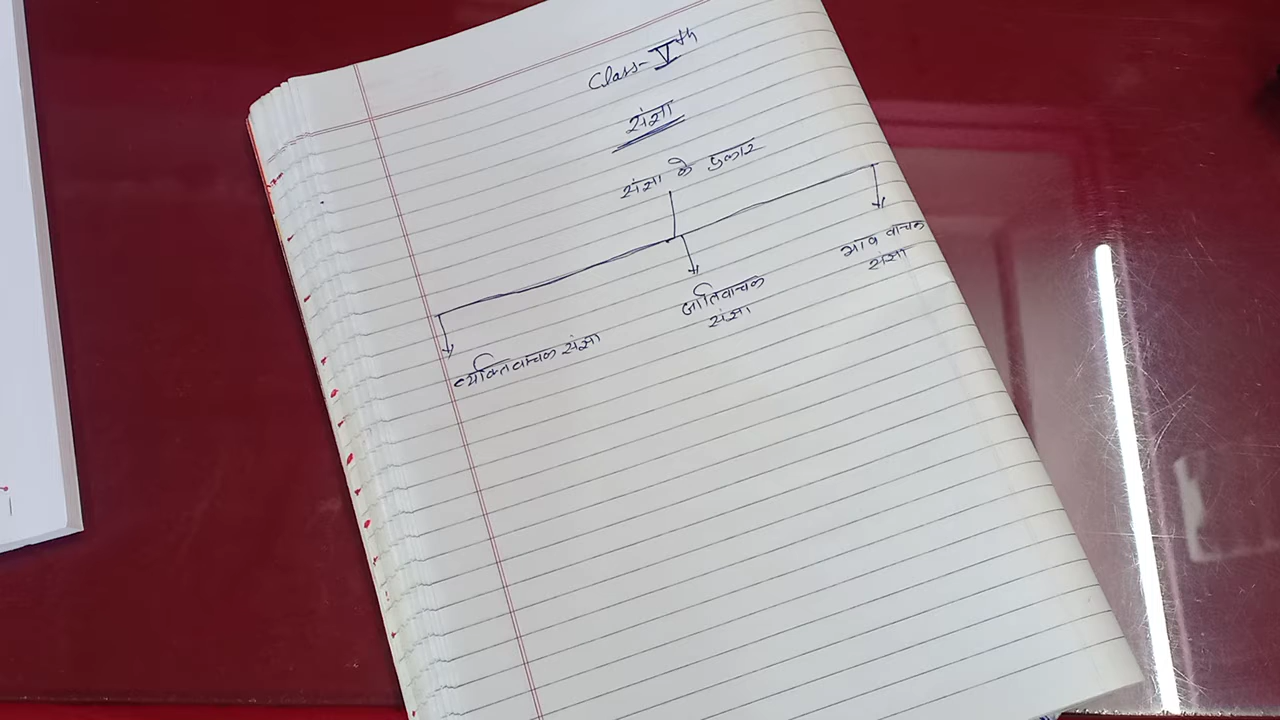 Class- Vth
संज्ञा
संज्ञा के प्रकार
व्यक्तिवाचक संज्ञा
जातिवाचक
संज्ञा
भाव वाचक
संज्ञा